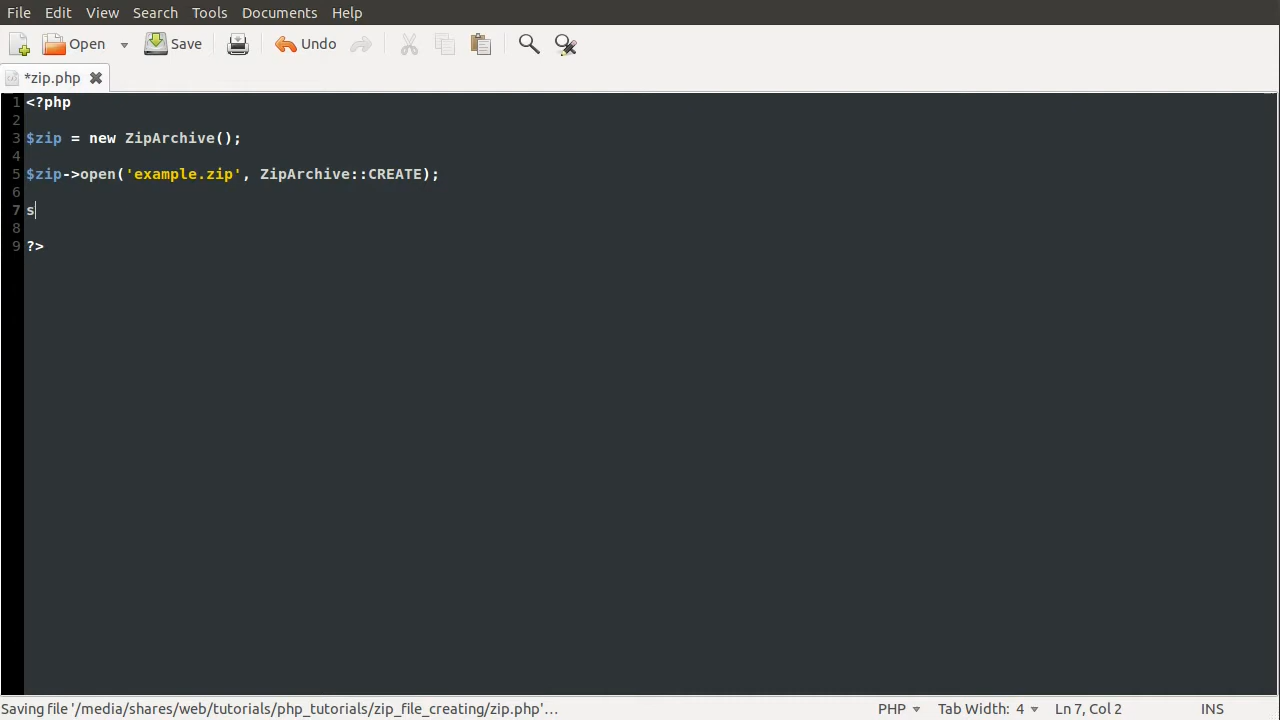 File Edit View Search Tools Documents Help
Open Save Undo
*zip.php
1 <?php
2
3 $zip = new ZipArchive();
4
5 $zip->open('example.zip', ZipArchive::CREATE);
6
7 s
8
9 ?>
Saving file '/media/shares/web/tutorials/php_tutorials/zip_file_creating/zip.php'… PHP Tab Width: 4 Ln 7, Col 2 INS